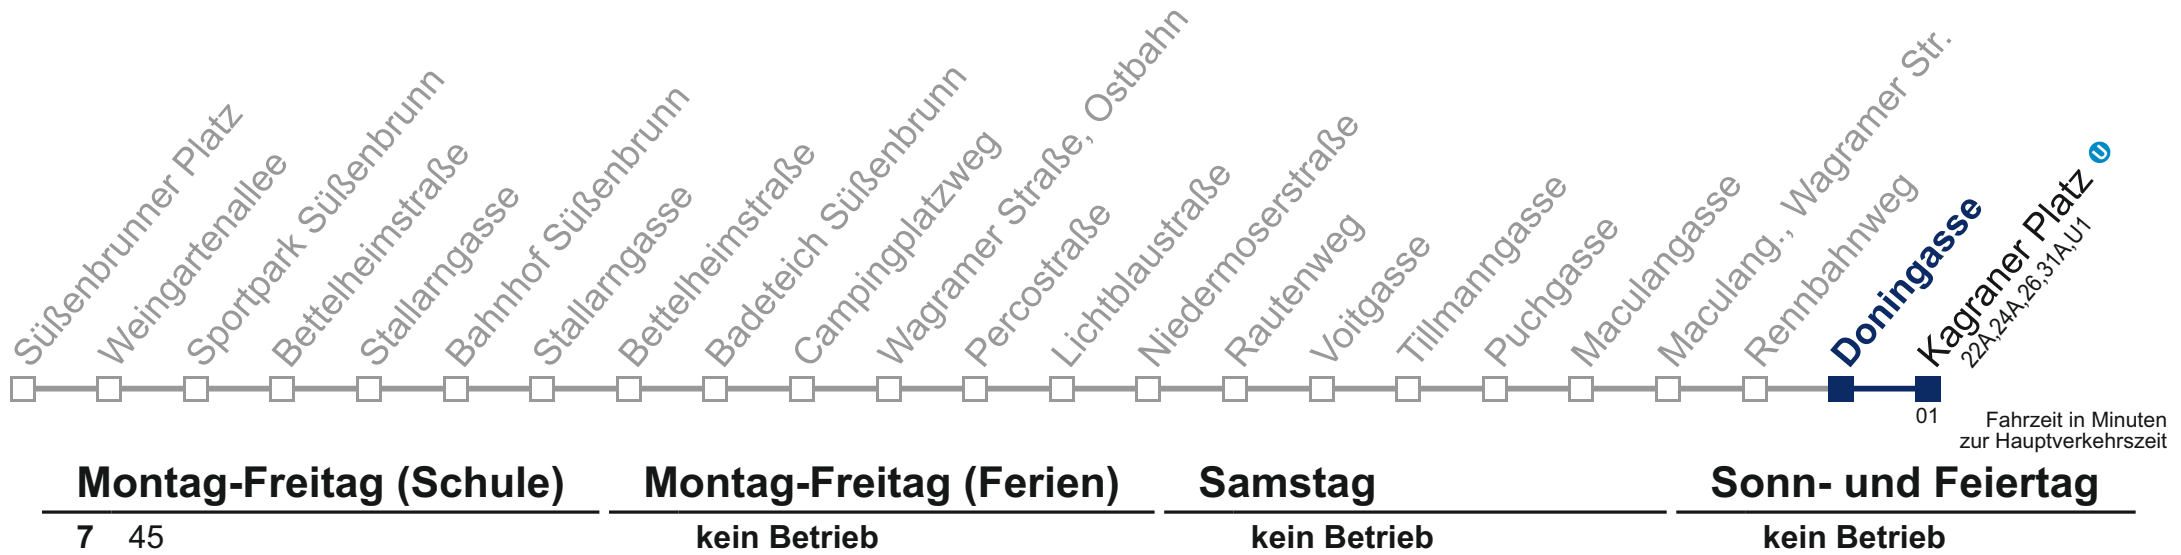 Süßenbrunner Platz
Weingartenallee
Sportpark Süßenbrunn
Bettelheimstraße
Stallarngasse
Bahnhof Süßenbrunn
Stallarngasse
Bettelheimstraße
Badeteich Süßenbrunn
Campingplatzweg
Wagramer Straße, Ostbahn
Percostraße
Lichtblaustraße
Niedermoserstraße
Rautenweg
Voitgasse
Tillmanngasse
Puchgasse
Maculangasse
Maculang., Wagramer Str.
Rennbahnweg
Doningasse
Kagraner Platz U
22A,24A,26,31A,U1
01
Fahrzeit in Minuten
zur Hauptverkehrszeit
Montag-Freitag (Schule) Montag-Freitag (Ferien) Samstag Sonn- und Feiertag
7 45 kein Betrieb kein Betrieb kein Betrieb